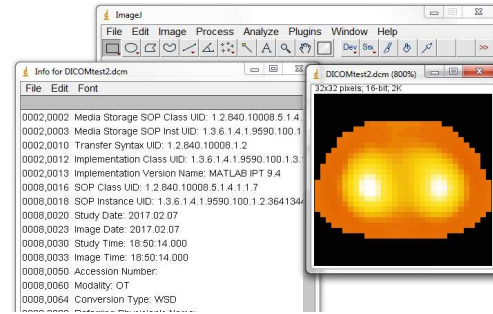 ImageJ
File Edit Image Process Analyze Plugins Window Help
Dev Stk >>
Info for DICOMtest2.dcm
File Edit Font
0002,0002 Media Storage SOP Class UID: 1.2.840.10008.5.1.4.
0002,0003 Media Storage SOP Inst UID: 1.3.6.1.4.1.9590.100.1
0002,0010 Transfer Syntax UID: 1.2.840.10008.1.2
0002,0012 Implementation Class UID: 1.3.6.1.4.1.9590.100.1.3.
0002,0013 Implementation Version Name: MATLAB IPT 9.4
0008,0016 SOP Class UID: 1.2.840.10008.5.1.4.1.1.7
0008,0018 SOP Instance UID: 1.3.6.1.4.1.9590.100.1.2.3641344
0008,0020 Study Date: 2017.02.07
0008,0023 Image Date: 2017.02.07
0008,0030 Study Time: 18:50:14.000
0008,0033 Image Time: 18:50:14.000
0008,0050 Accession Number:
0008,0060 Modality: OT
0008,0064 Conversion Type: WSD
DICOMtest2.dcm (800%)
32x32 pixels; 16-bit; 2K